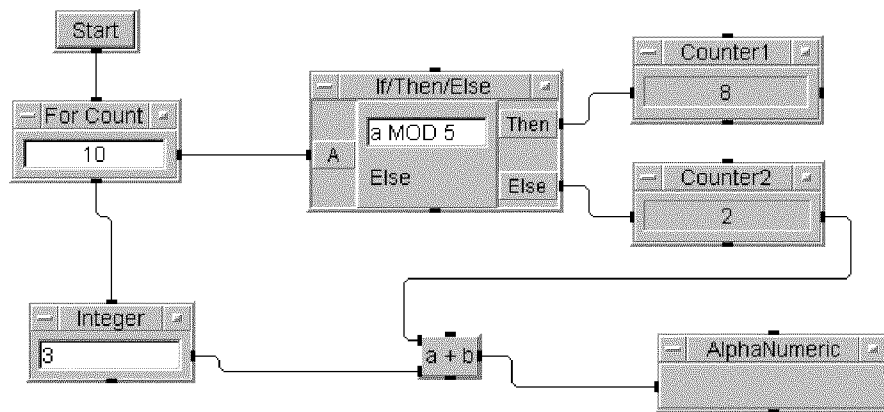 Start
For Count
10
If/Then/Else
A
a MOD 5
Else
Then
Else
Counter1
8
Counter2
2
Integer
3
a + b
AlphaNumeric